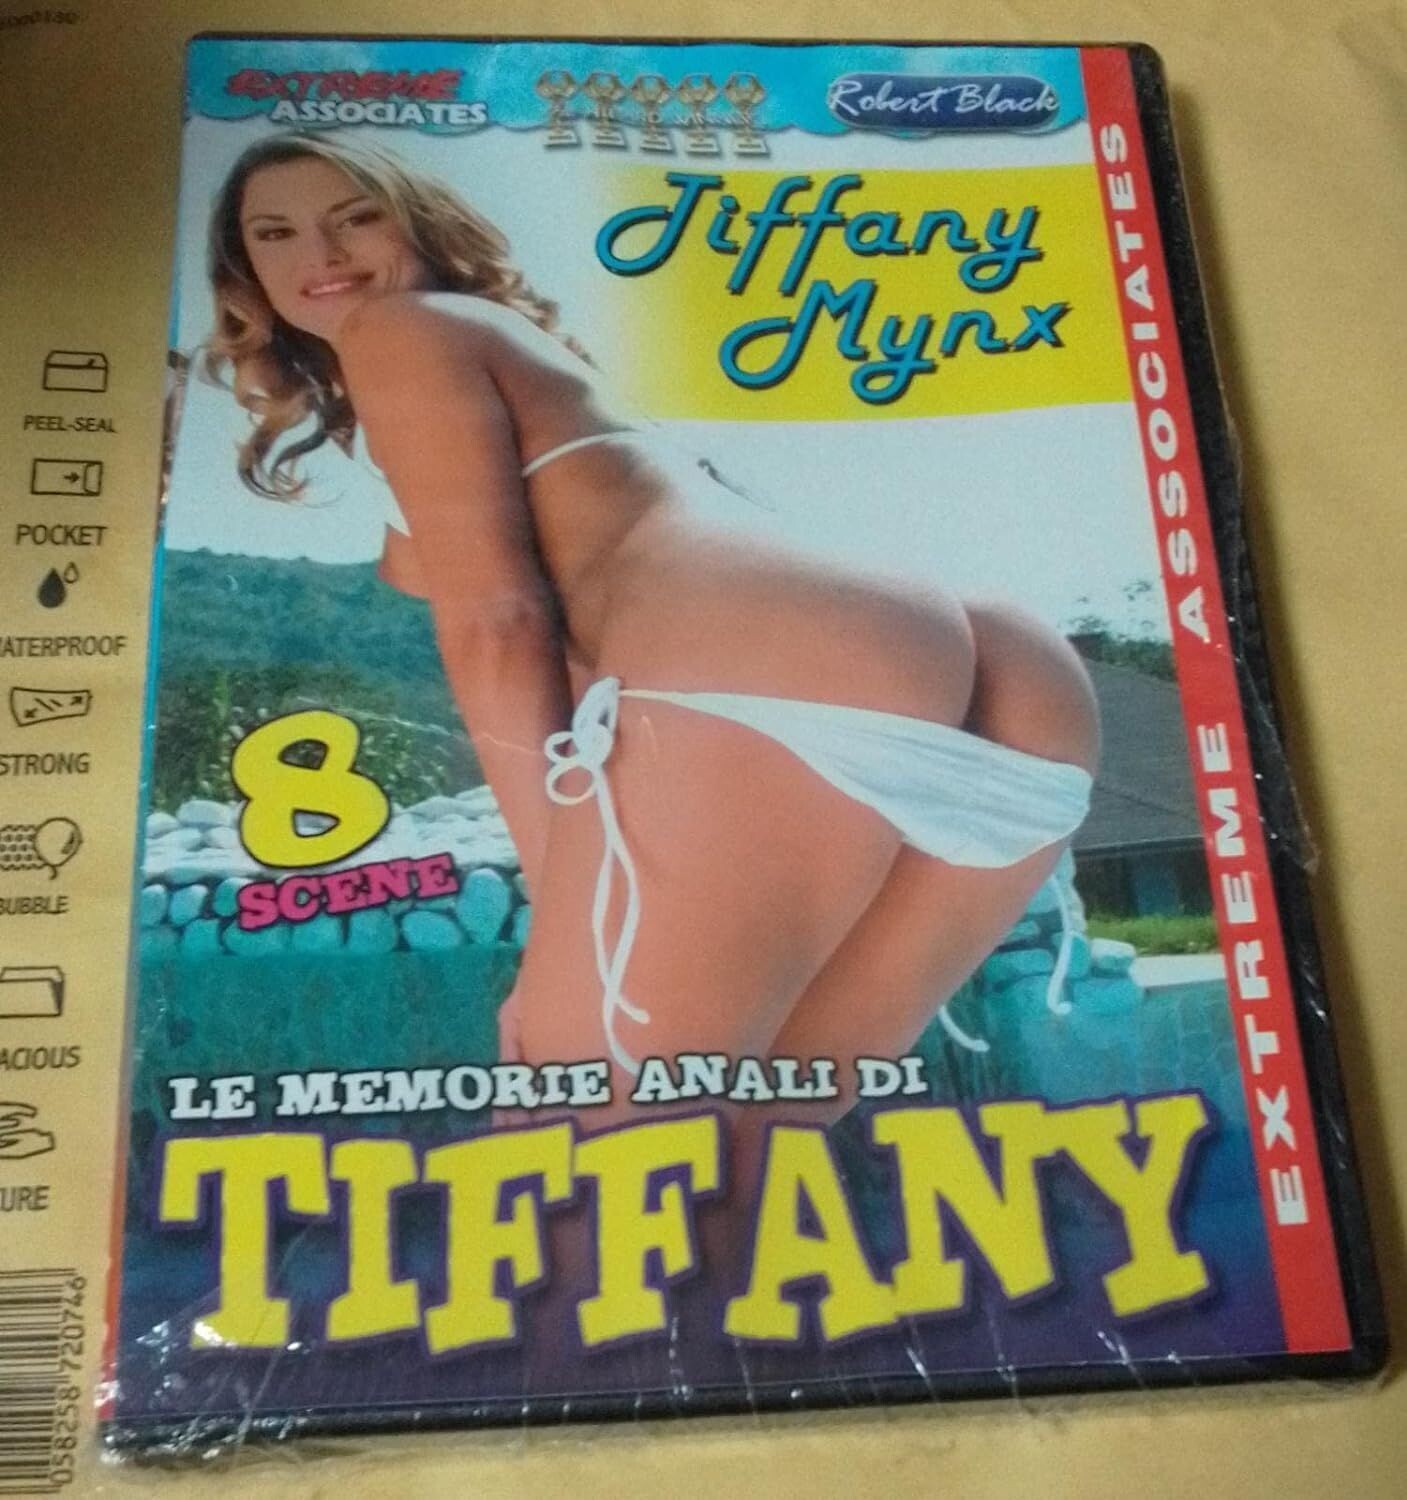 EXTREME
ASSOCIATES
Robert Black
Tiffany
Mynx
EXTREME ASSOCIATES
8
SCENE
LE MEMORIE ANALI DI
TIFFANY
PEEL-SEAL
POCKET
ATERPROOF
STRONG
BUBBLE
ACIOUS
URE
058258720746